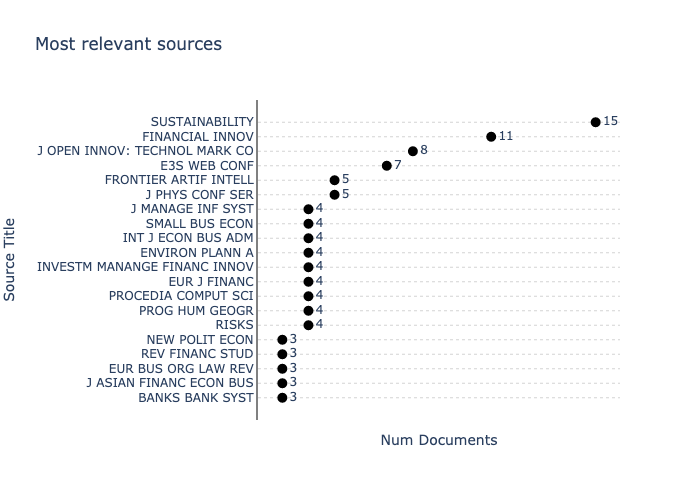 Most relevant sources
Source Title
SUSTAINABILITY 15
FINANCIAL INNOV 11
J OPEN INNOV: TECHNOL MARK CO 8
E3S WEB CONF 7
FRONTIER ARTIF INTELL 5
J PHYS CONF SER 5
J MANAGE INF SYST 4
SMALL BUS ECON 4
INT J ECON BUS ADM 4
ENVIRON PLANN A 4
INVESTM MANANGE FINANC INNOV 4
EUR J FINANC 4
PROCEDIA COMPUT SCI 4
PROG HUM GEOGR 4
RISKS 4
NEW POLIT ECON 3
REV FINANC STUD 3
EUR BUS ORG LAW REV 3
J ASIAN FINANC ECON BUS 3
BANKS BANK SYST 3
Num Documents